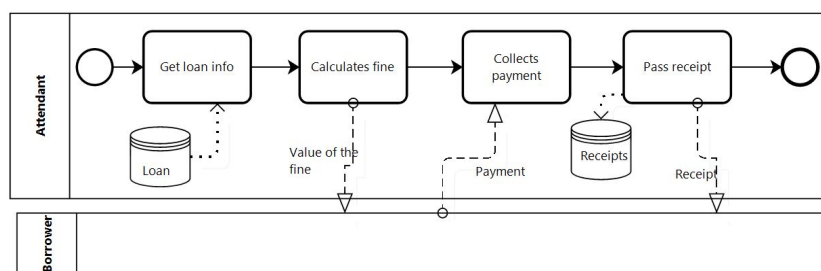 Attendant
Get loan info
Calculates fine
Collects
payment
Pass receipt
Loan
Value of the
fine
Payment
Receipts
Receipt
Borrower